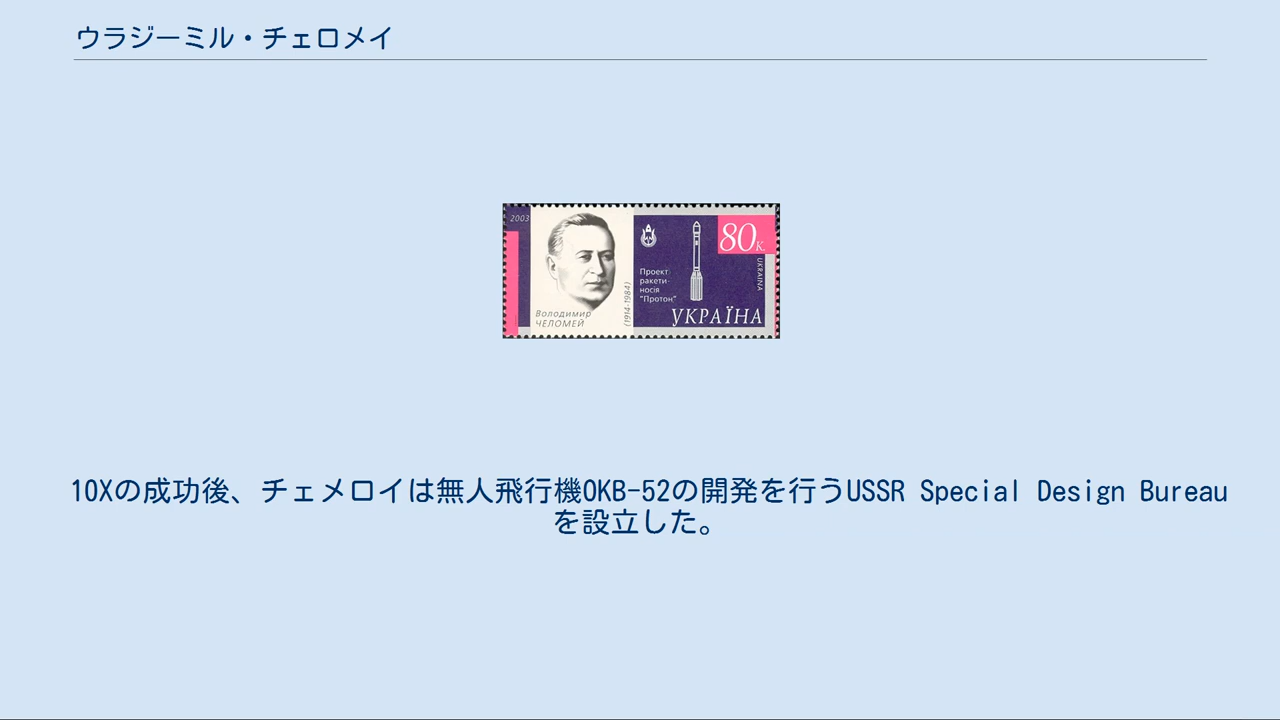 ウラジーミル・チェロメイ
2003
Володимир
ЧЕЛОМЕЙ
(1914-1984)
Проект
ракети-
носія
"Протон"
80к.
UKRAINA
УКРАЇНА
10Xの成功後、チェメロイは無人飛行機OKB-52の開発を行うUSSR Special Design Bureau
を設立した。